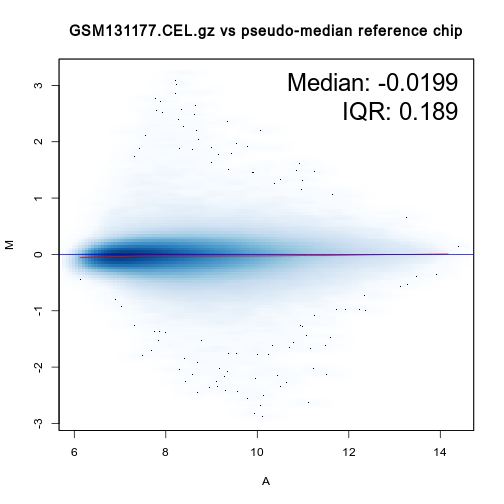 GSM131177.CEL.gz vs pseudo-median reference chip
Median: -0.0199
IQR: 0.189
3
2
1
0
-1
-2
-3
M
6 8 10 12 14
A